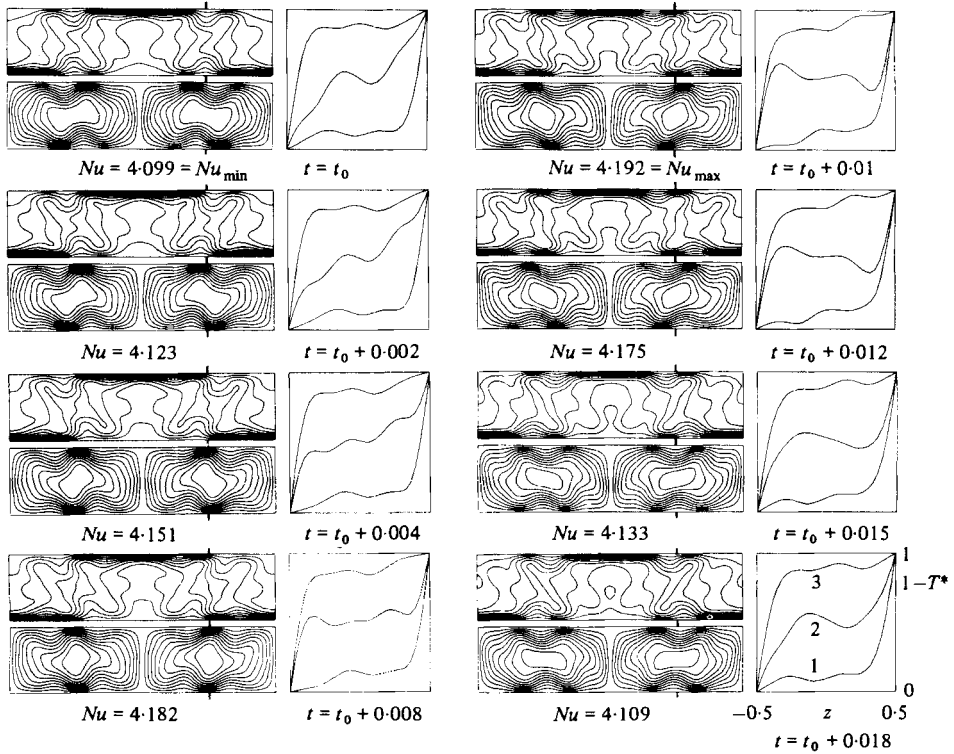 Nu = 4·099 = Nu_min
t = t_0
Nu = 4·192 = Nu_max
t = t_0 + 0·01
Nu = 4·123
t = t_0 + 0·002
Nu = 4·175
t = t_0 + 0·012
Nu = 4·151
t = t_0 + 0·004
Nu = 4·133
t = t_0 + 0·015
1
3
1 – T*
2
1
0
Nu = 4·182
t = t_0 + 0·008
Nu = 4·109
–0·5 z 0·5
t = t_0 + 0·018